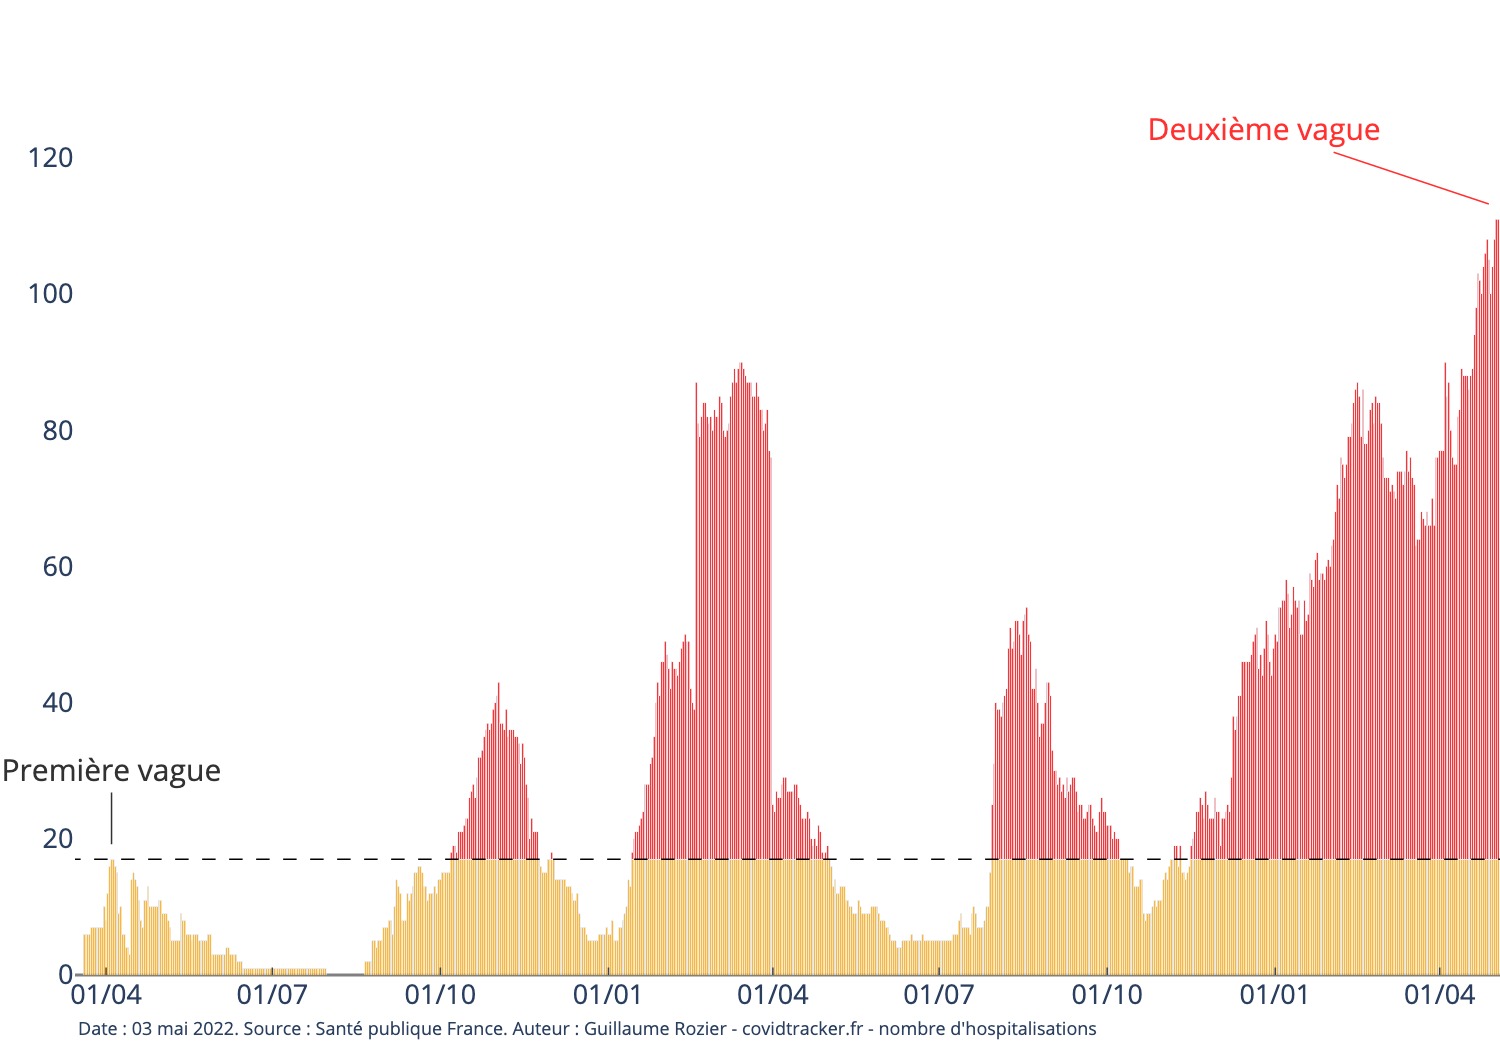 Deuxième vague
120
100
80
60
40
Première vague
20
0
01/04 01/07 01/10 01/01 01/04 01/07 01/10 01/01 01/04
Date : 03 mai 2022. Source : Santé publique France. Auteur : Guillaume Rozier - covidtracker.fr - nombre d'hospitalisations